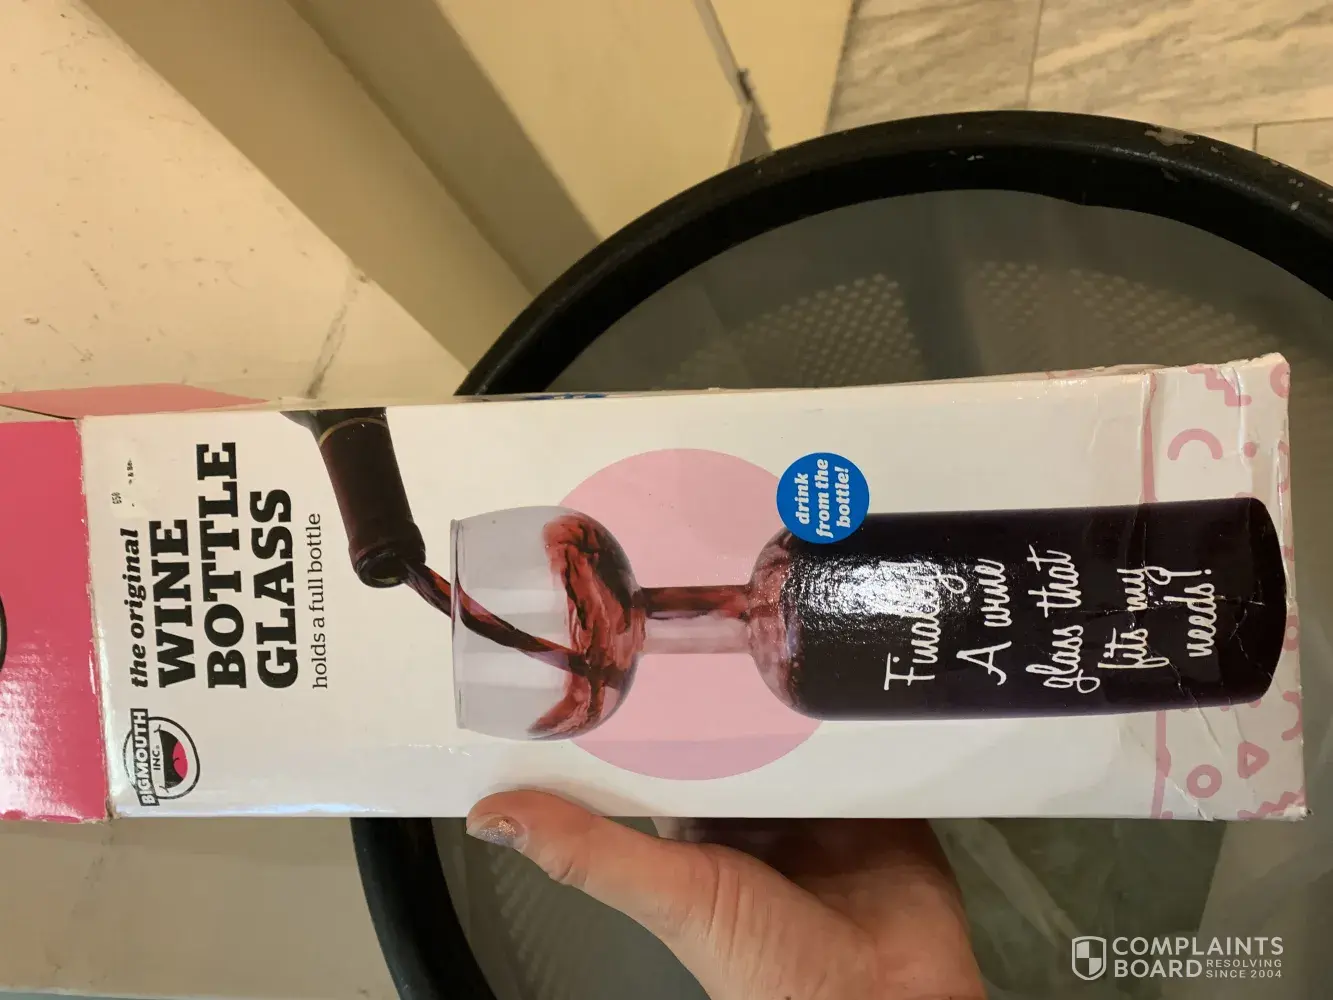 the original
WINE
BOTTLE
GLASS
holds a full bottle
BIGMOUTH
INC.
drink
from the
bottle!
Finally!
A wine
glass that
fits my
needs!
COMPLAINTS
BOARD RESOLVING
SINCE 2004